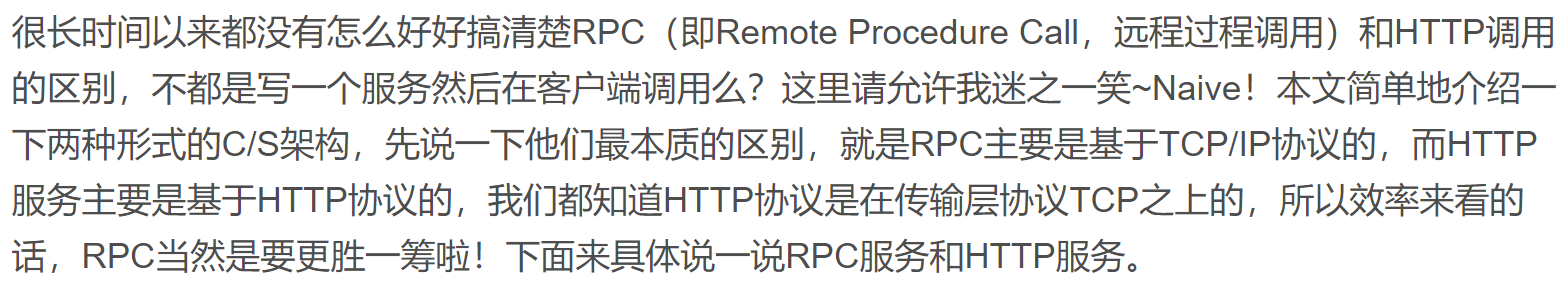 很长时间以来都没有怎么好好搞清楚RPC（即Remote Procedure Call，远程过程调用）和HTTP调用
的区别，不都是写一个服务然后在客户端调用么？这里请允许我迷之一笑~Naive！本文简单地介绍一
下两种形式的C/S架构，先说一下他们最本质的区别，就是RPC主要是基于TCP/IP协议的，而HTTP
服务主要是基于HTTP协议的，我们都知道HTTP协议是在传输层协议TCP之上的，所以效率来看的
话，RPC当然是要更胜一筹啦！下面来具体说一说RPC服务和HTTP服务。